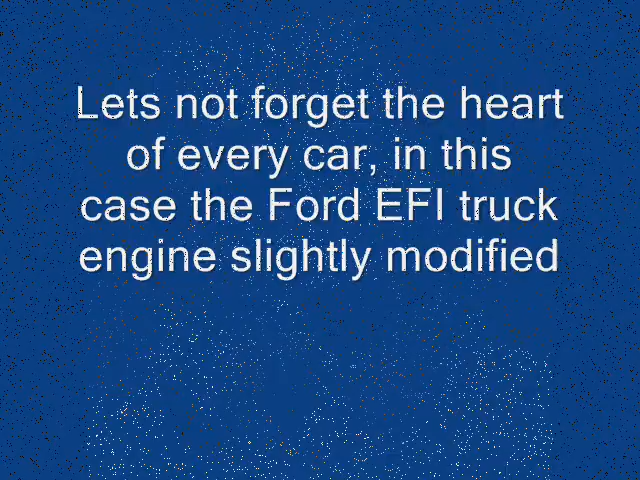 Lets not forget the heart
of every car, in this
case the Ford EFI truck
engine slightly modified